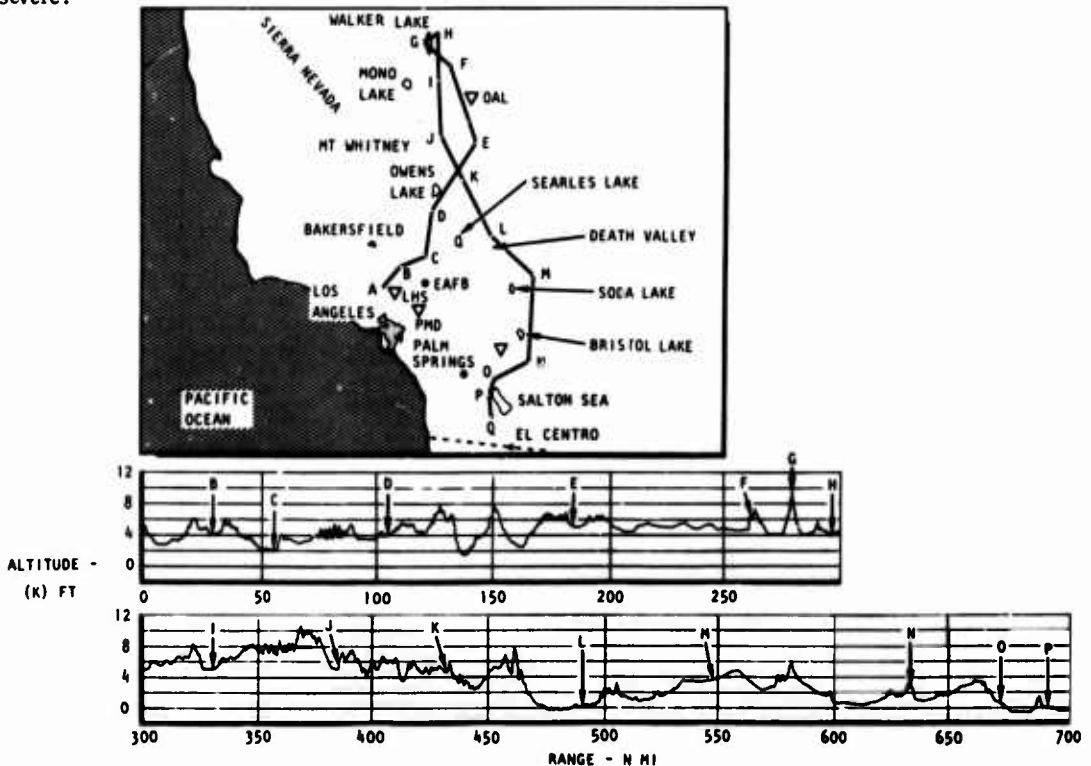 severe.
WALKER LAKE
G H
SIERRA NEVADA
F
MONO LAKE
I
OAL
MT WHITNEY
J
E
OWENS LAKE
K
SEARLES LAKE
D
BAKERSFIELD
L
DEATH VALLEY
C
B
M
A
EAFB
LHS
SODA LAKE
LOS ANGELES
PMD
BRISTOL LAKE
PALM SPRINGS
O
N
P
SALTON SEA
PACIFIC OCEAN
Q
EL CENTRO
12
8
4
0
B C D E F G H
0 50 100 150 200 250
ALTITUDE -
(K) FT
12
8
4
0
I J K L M N O P
300 350 400 450 500 550 600 650 700
RANGE - N MI